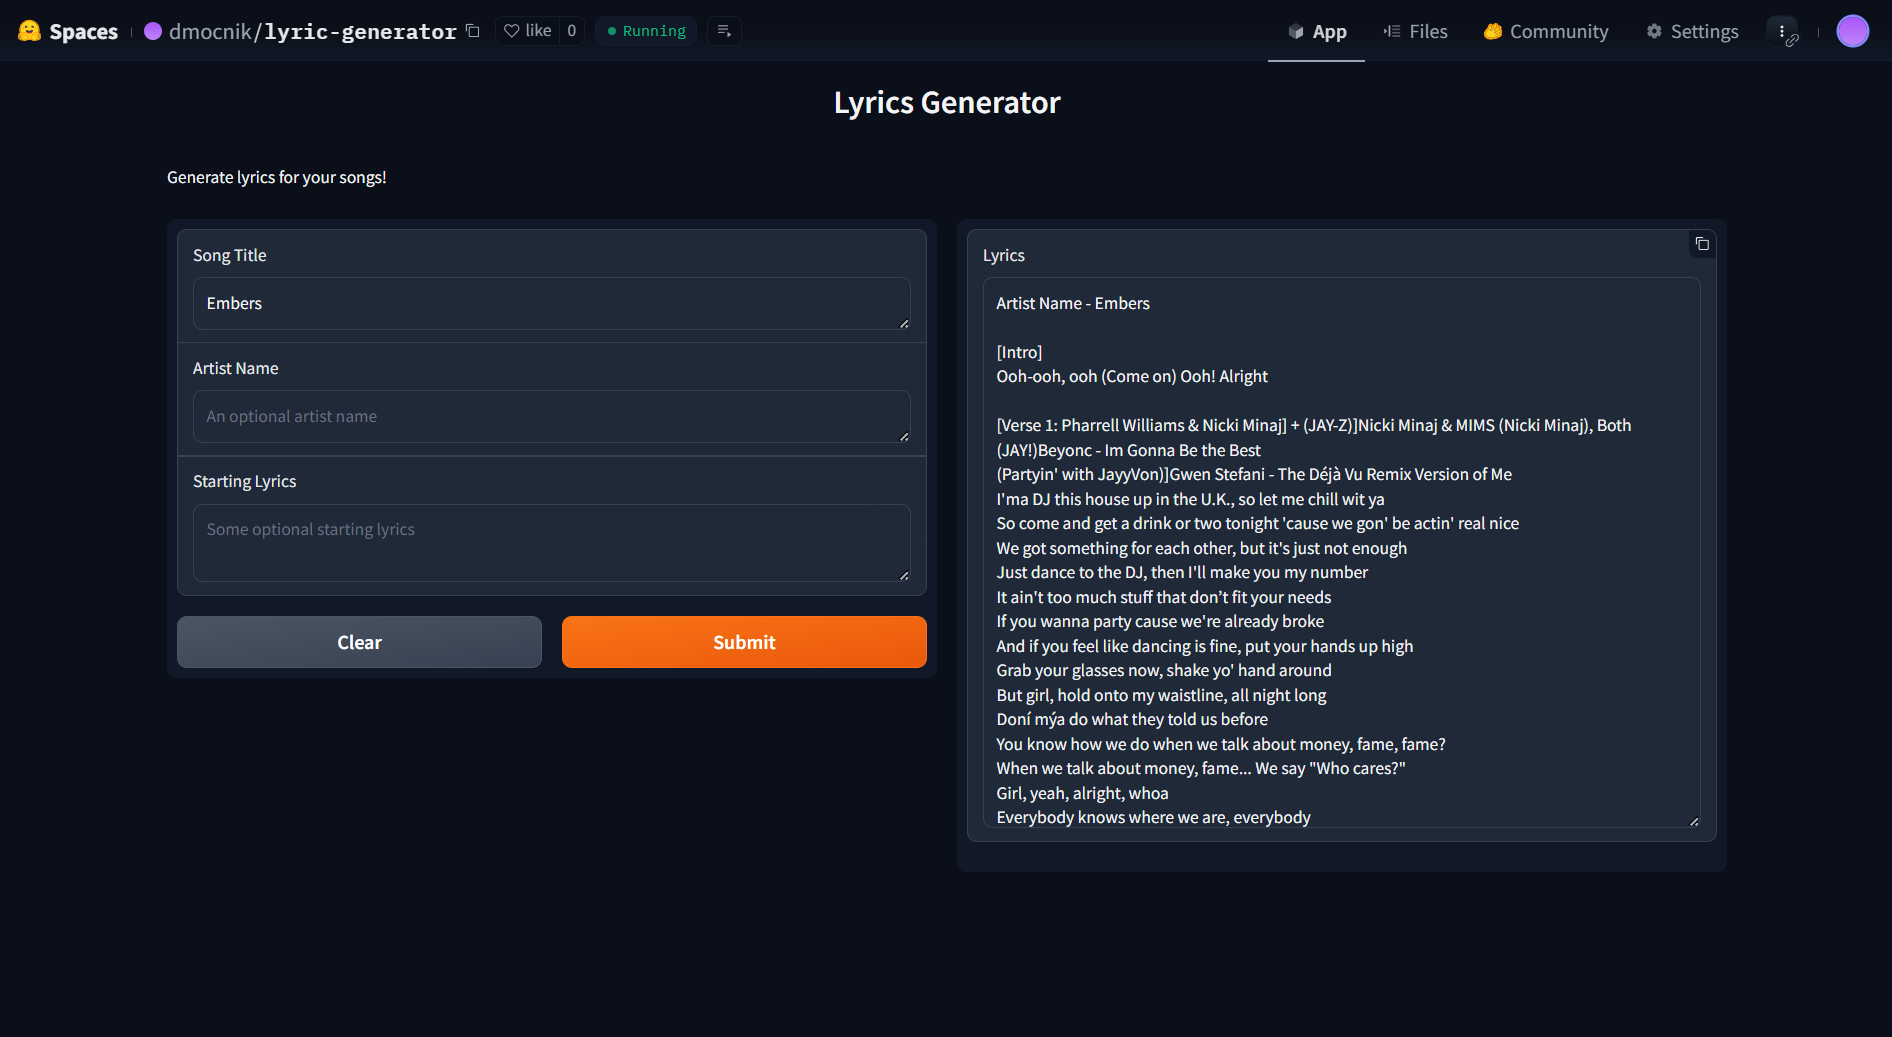 Spaces
dmocnik/lyric-generator
like 0
Running
App
Files
Community
Settings
Lyrics Generator
Generate lyrics for your songs!
Song Title
Embers
Artist Name
An optional artist name
Starting Lyrics
Some optional starting lyrics
Clear
Submit
Lyrics
Artist Name - Embers
[Intro]
Ooh-ooh, ooh (Come on) Ooh! Alright
[Verse 1: Pharrell Williams & Nicki Minaj] + (JAY-Z)]Nicki Minaj & MIMS (Nicki Minaj), Both
(JAY!)Beyonc - Im Gonna Be the Best
(Partyin' with JayyVon)]Gwen Stefani - The Déjà Vu Remix Version of Me
I'ma DJ this house up in the U.K., so let me chill wit ya
So come and get a drink or two tonight 'cause we gon' be actin' real nice
We got something for each other, but it's just not enough
Just dance to the DJ, then I'll make you my number
It ain't too much stuff that don’t fit your needs
If you wanna party cause we're already broke
And if you feel like dancing is fine, put your hands up high
Grab your glasses now, shake yo' hand around
But girl, hold onto my waistline, all night long
Doní mýa do what they told us before
You know how we do when we talk about money, fame, fame?
When we talk about money, fame... We say "Who cares?"
Girl, yeah, alright, whoa
Everybody knows where we are, everybody